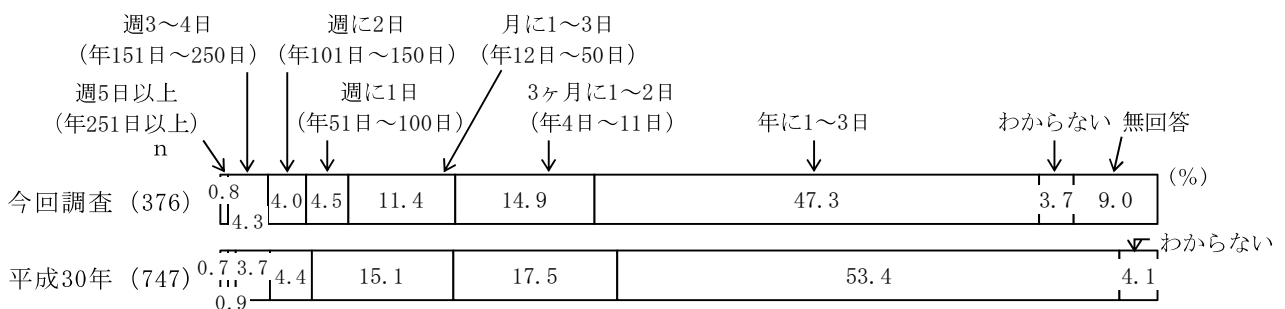 週3～4日
（年151日～250日）
週に2日
（年101日～150日）
月に1～3日
（年12日～50日）
週5日以上
（年251日以上）
週に1日
（年51日～100日）
3ヶ月に1～2日
（年4日～11日）
年に1～3日
わからない
無回答
n
(%)
今回調査（376）
0.8
4.3
4.0
4.5
11.4
14.9
47.3
3.7
9.0
わからない
平成30年（747）
0.7
0.9
3.7
4.4
15.1
17.5
53.4
4.1